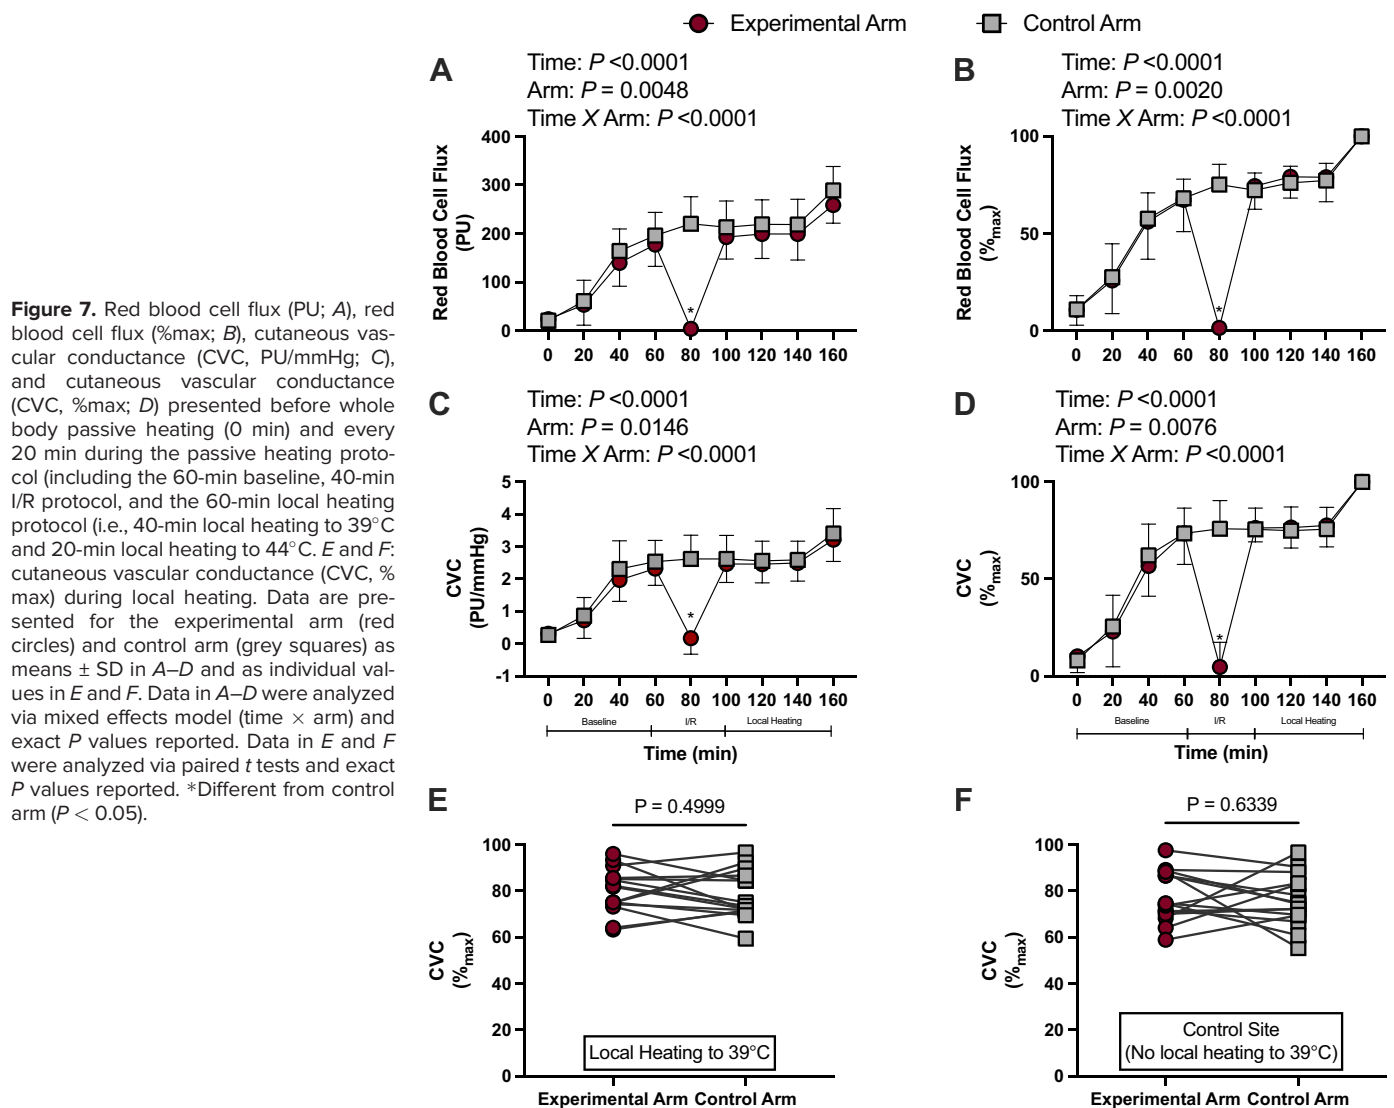 Experimental Arm
Control Arm
A
Time: P <0.0001
Arm: P = 0.0048
Time X Arm: P <0.0001
Red Blood Cell Flux
(PU)
400
300
200
100
0
*
0 20 40 60 80 100 120 140 160
B
Time: P <0.0001
Arm: P = 0.0020
Time X Arm: P <0.0001
Red Blood Cell Flux
(%max)
100
50
0
*
0 20 40 60 80 100 120 140 160
Figure 7. Red blood cell flux (PU; A), red
blood cell flux (%max; B), cutaneous vas-
cular conductance (CVC, PU/mmHg; C),
and cutaneous vascular conductance
(CVC, %max; D) presented before whole
body passive heating (0 min) and every
20 min during the passive heating proto-
col (including the 60-min baseline, 40-min
I/R protocol, and the 60-min local heating
protocol (i.e., 40-min local heating to 39°C
and 20-min local heating to 44°C. E and F:
cutaneous vascular conductance (CVC, %
max) during local heating. Data are pre-
sented for the experimental arm (red
circles) and control arm (grey squares) as
means ± SD in A–D and as individual val-
ues in E and F. Data in A–D were analyzed
via mixed effects model (time × arm) and
exact P values reported. Data in E and F
were analyzed via paired t tests and exact
P values reported. *Different from control
arm (P < 0.05).
C
Time: P <0.0001
Arm: P = 0.0146
Time X Arm: P <0.0001
CVC
(PU/mmHg)
5
4
3
2
1
0
-1
*
0 20 40 60 80 100 120 140 160
Baseline I/R Local Heating
Time (min)
D
Time: P <0.0001
Arm: P = 0.0076
Time X Arm: P <0.0001
CVC
(%max)
100
50
0
*
0 20 40 60 80 100 120 140 160
Baseline I/R Local Heating
Time (min)
E
P = 0.4999
CVC
(%max)
100
80
60
40
20
0
Local Heating to 39°C
Experimental Arm Control Arm
F
P = 0.6339
CVC
(%max)
100
80
60
40
20
0
Control Site
(No local heating to 39°C)
Experimental Arm Control Arm